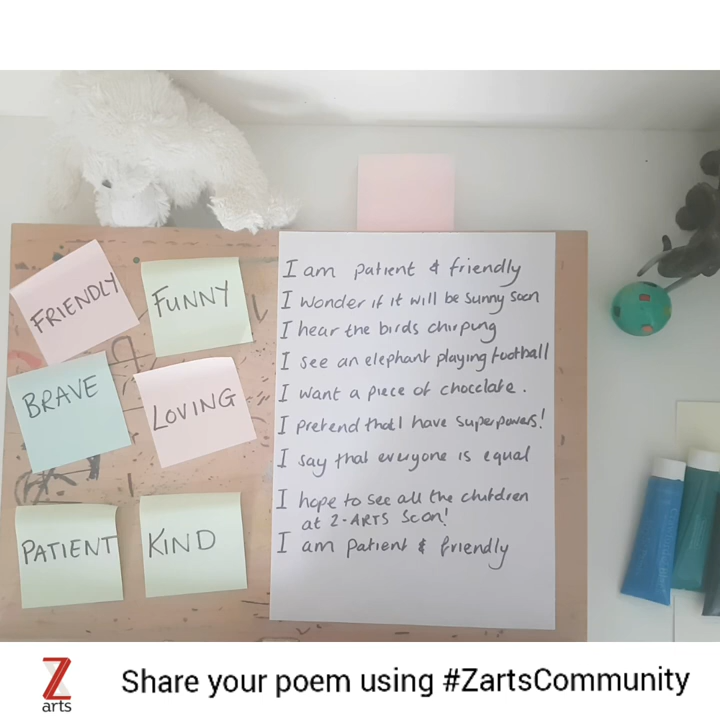 FRIENDLY
FUNNY
BRAVE
LOVING
PATIENT
KIND
I am patient & friendly
I wonder if it will be sunny soon
I hear the birds chirping
I see an elephant playing football
I want a piece of chocolate.
I pretend that I have superpowers!
I say that everyone is equal
I hope to see all the children
at Z-ARTS soon!
I am patient & friendly
Z
arts
Share your poem using #ZartsCommunity